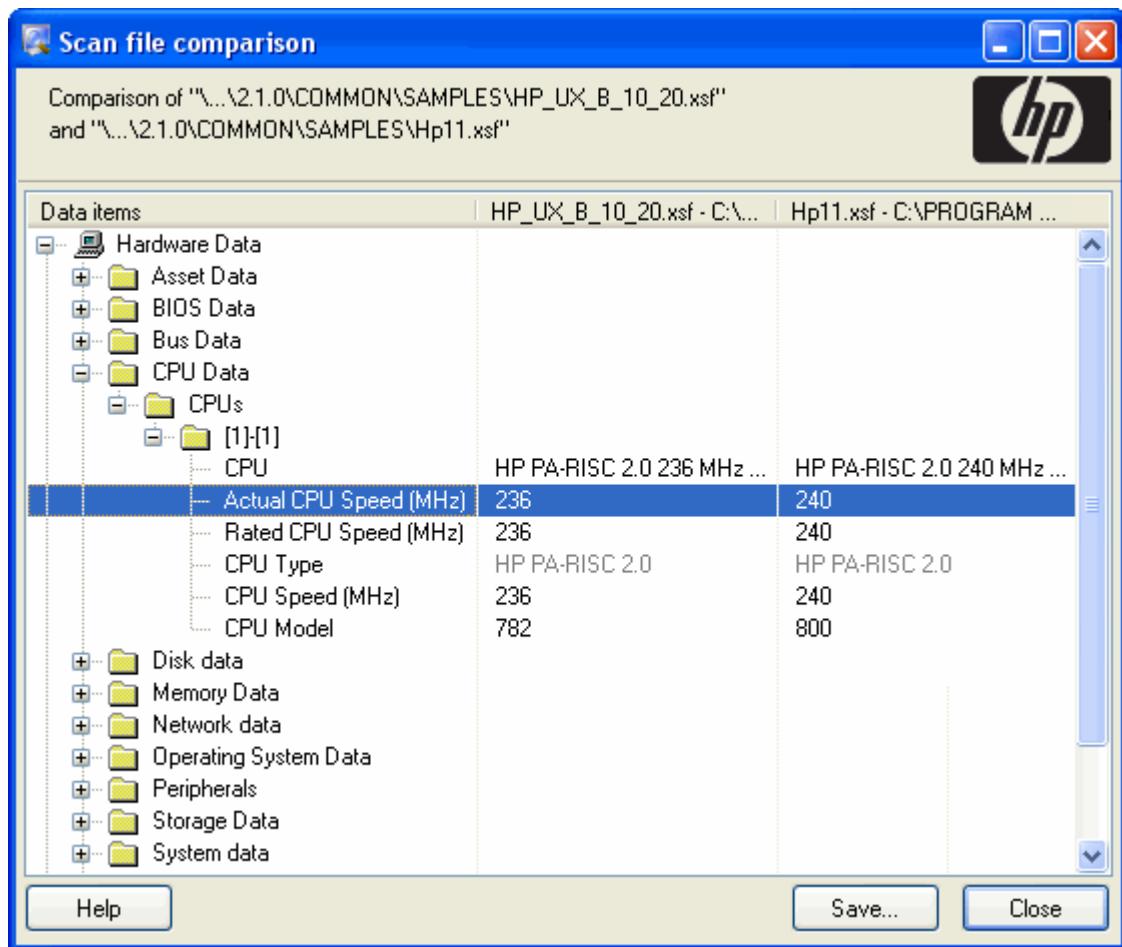 Scan file comparison
Comparison of "\...\2.1.0\COMMON\SAMPLES\HP_UX_B_10_20.xsf"
and "\...\2.1.0\COMMON\SAMPLES\Hp11.xsf"
hp
Data items HP_UX_B_10_20.xsf - C:\... Hp11.xsf - C:\PROGRAM ...
Hardware Data
Asset Data
BIOS Data
Bus Data
CPU Data
CPUs
[1]-[1]
CPU HP PA-RISC 2.0 236 MHz ... HP PA-RISC 2.0 240 MHz ...
Actual CPU Speed (MHz) 236 240
Rated CPU Speed (MHz) 236 240
CPU Type HP PA-RISC 2.0 HP PA-RISC 2.0
CPU Speed (MHz) 236 240
CPU Model 782 800
Disk data
Memory Data
Network data
Operating System Data
Peripherals
Storage Data
System data
Help Save... Close